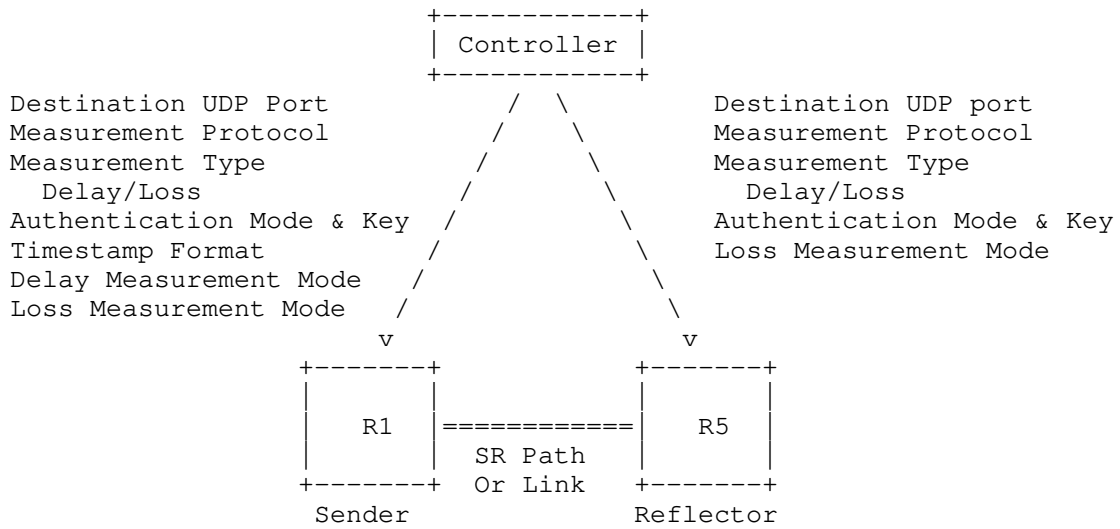 Controller
Destination UDP Port
Measurement Protocol
Measurement Type
Delay/Loss
Authentication Mode & Key
Timestamp Format
Delay Measurement Mode
Loss Measurement Mode
Destination UDP port
Measurement Protocol
Measurement Type
Delay/Loss
Authentication Mode & Key
Loss Measurement Mode
R1
SR Path
Or Link
R5
Sender
Reflector